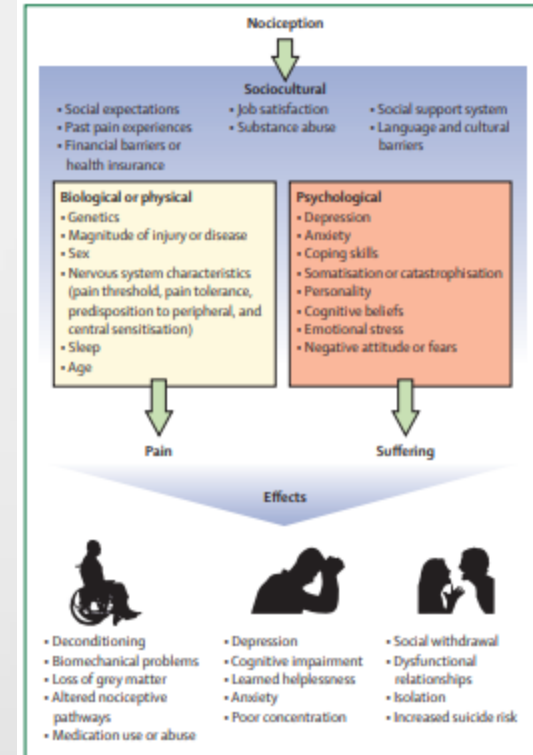 Nociception
Sociocultural
• Social expectations
• Past pain experiences
• Financial barriers or
health insurance
• Job satisfaction
• Substance abuse
• Social support system
• Language and cultural
barriers
Biological or physical
• Genetics
• Magnitude of injury or disease
• Sex
• Nervous system characteristics
(pain threshold, pain tolerance,
predisposition to peripheral, and
central sensitisation)
• Sleep
• Age
Psychological
• Depression
• Anxiety
• Coping skills
• Somatisation or catastrophisation
• Personality
• Cognitive beliefs
• Emotional stress
• Negative attitude or fears
Pain
Suffering
Effects
• Deconditioning
• Biomechanical problems
• Loss of grey matter
• Altered nociceptive
pathways
• Medication use or abuse
• Depression
• Cognitive impairment
• Learned helplessness
• Anxiety
• Poor concentration
• Social withdrawal
• Dysfunctional
relationships
• Isolation
• Increased suicide risk